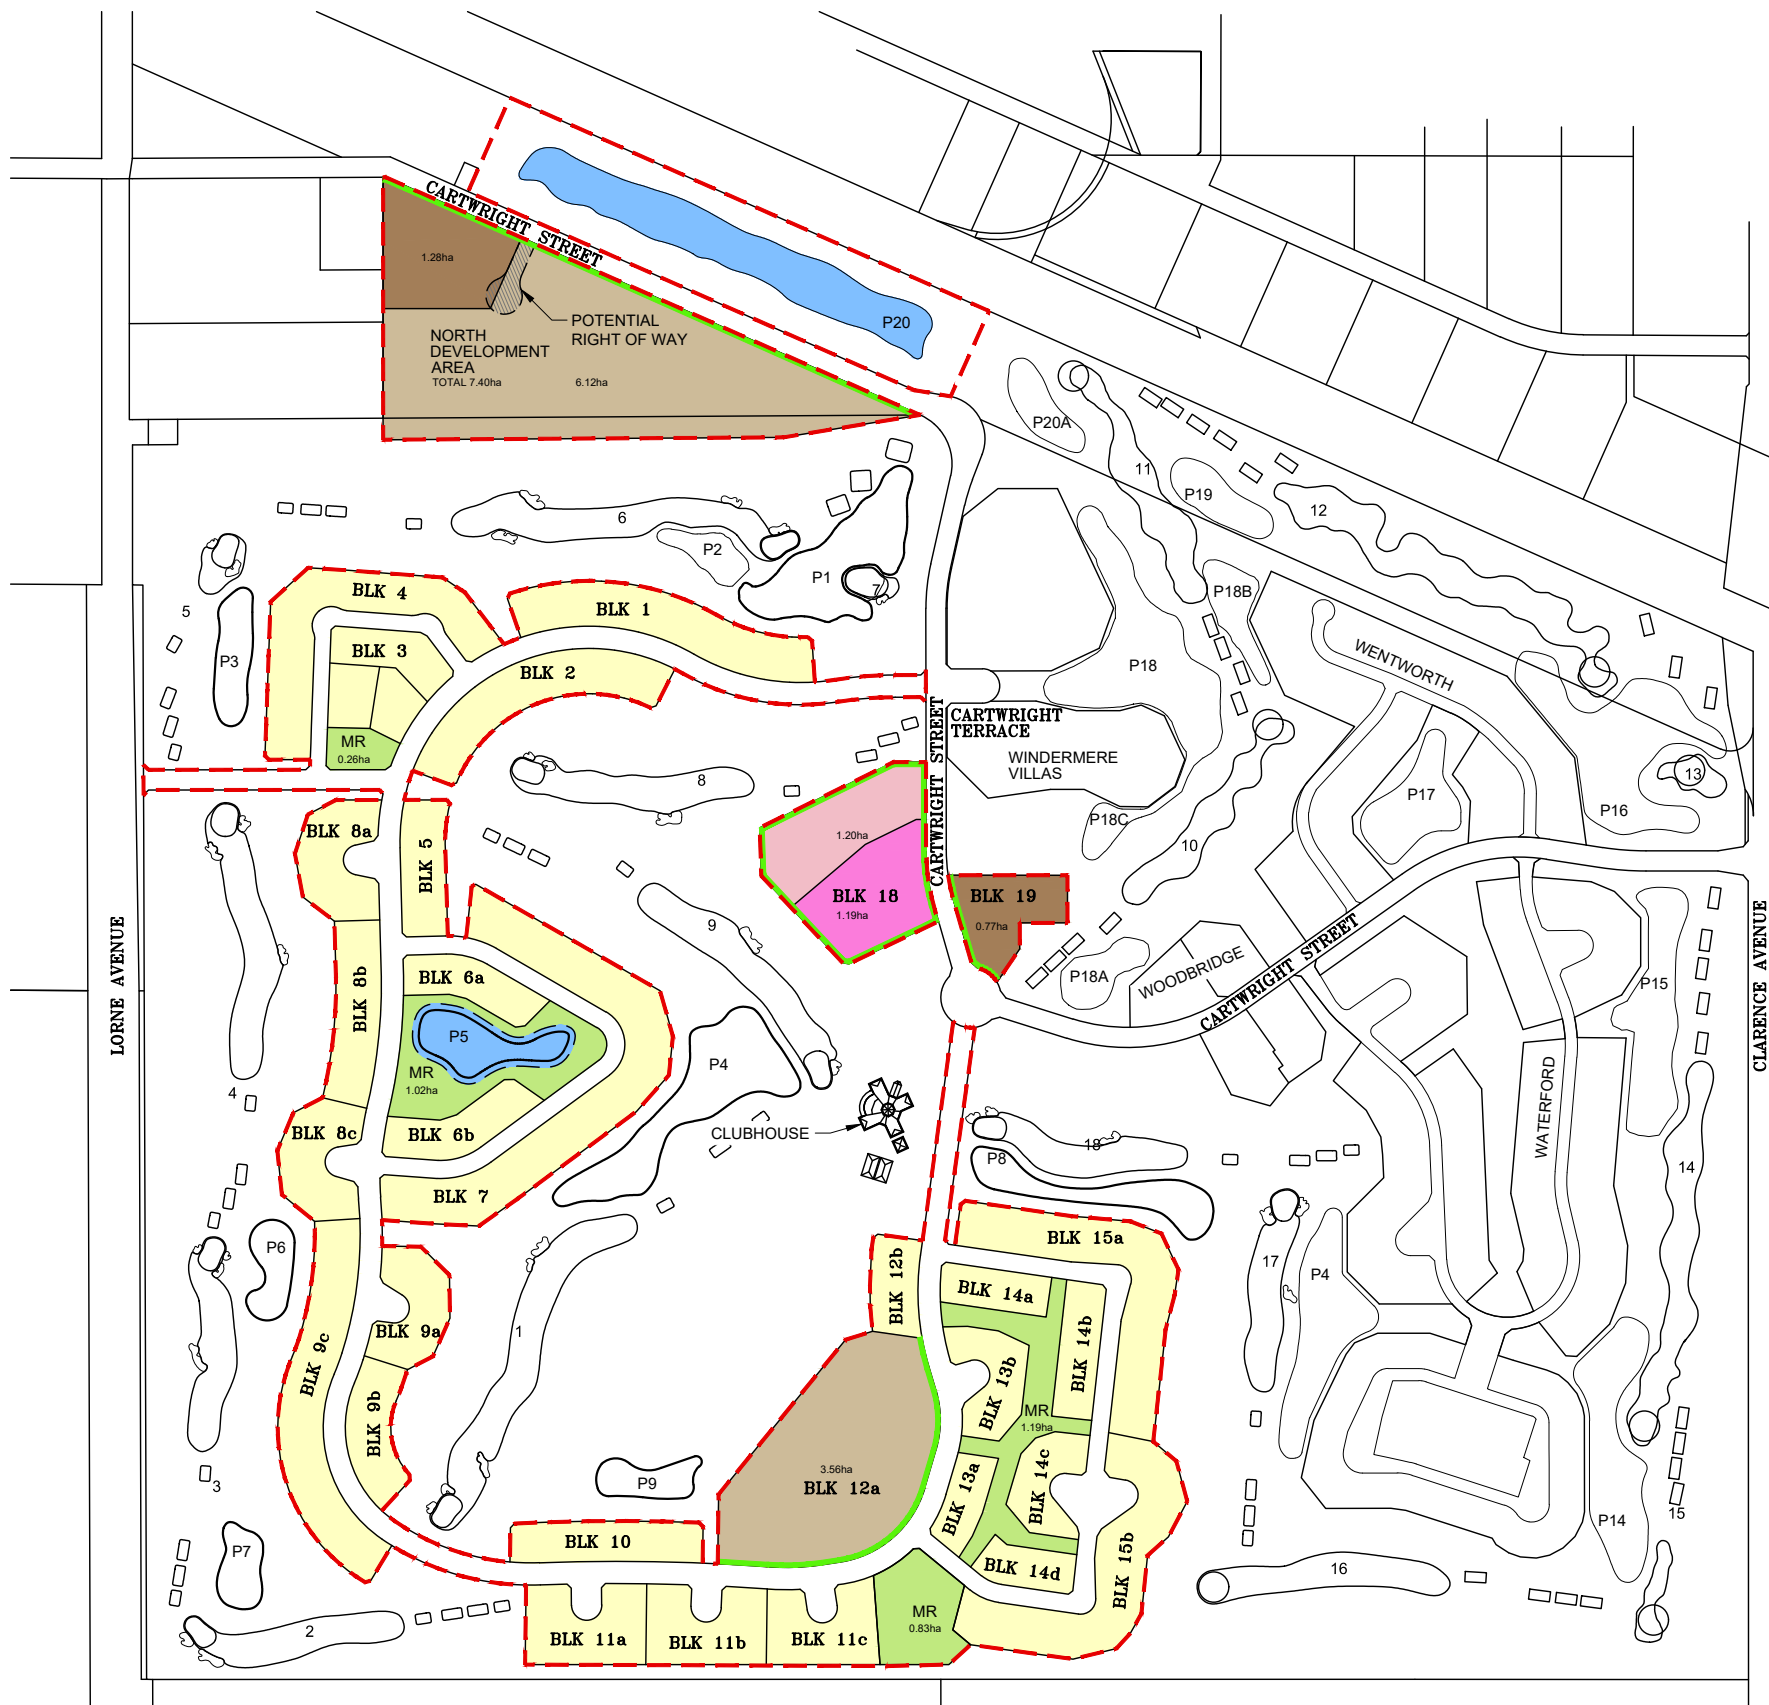 CARTWRIGHT STREET
1.28ha
POTENTIAL
RIGHT OF WAY
NORTH
DEVELOPMENT
AREA
TOTAL 7.40ha
6.12ha
P20
P20A
11
P19
12
6
P2
P1
7
5
P3
BLK 4
BLK 1
BLK 3
BLK 2
MR
0.26ha
P18
P18B
WENTWORTH
CARTWRIGHT STREET
CARTWRIGHT
TERRACE
WINDERMERE
VILLAS
8
P18C
10
P17
P16
13
BLK 8a
BLK 5
1.20ha
BLK 18
1.19ha
BLK 19
0.77ha
9
LORNE AVENUE
CLARENCE AVENUE
BLK 8b
BLK 6a
P5
MR
1.02ha
BLK 6b
BLK 7
P4
P18A
WOODBRIDGE
CARTWRIGHT STREET
P15
WATERFORD
4
BLK 8c
CLUBHOUSE
18
P8
14
P6
BLK 15a
17
P4
BLK 12b
BLK 14a
BLK 14b
BLK 9a
1
BLK 9c
BLK 9b
BLK 13b
MR
1.19ha
3.56ha
BLK 12a
BLK 13a
BLK 14c
3
P9
15
P14
P7
BLK 10
BLK 14d
BLK 15b
16
2
BLK 11a
BLK 11b
BLK 11c
MR
0.83ha